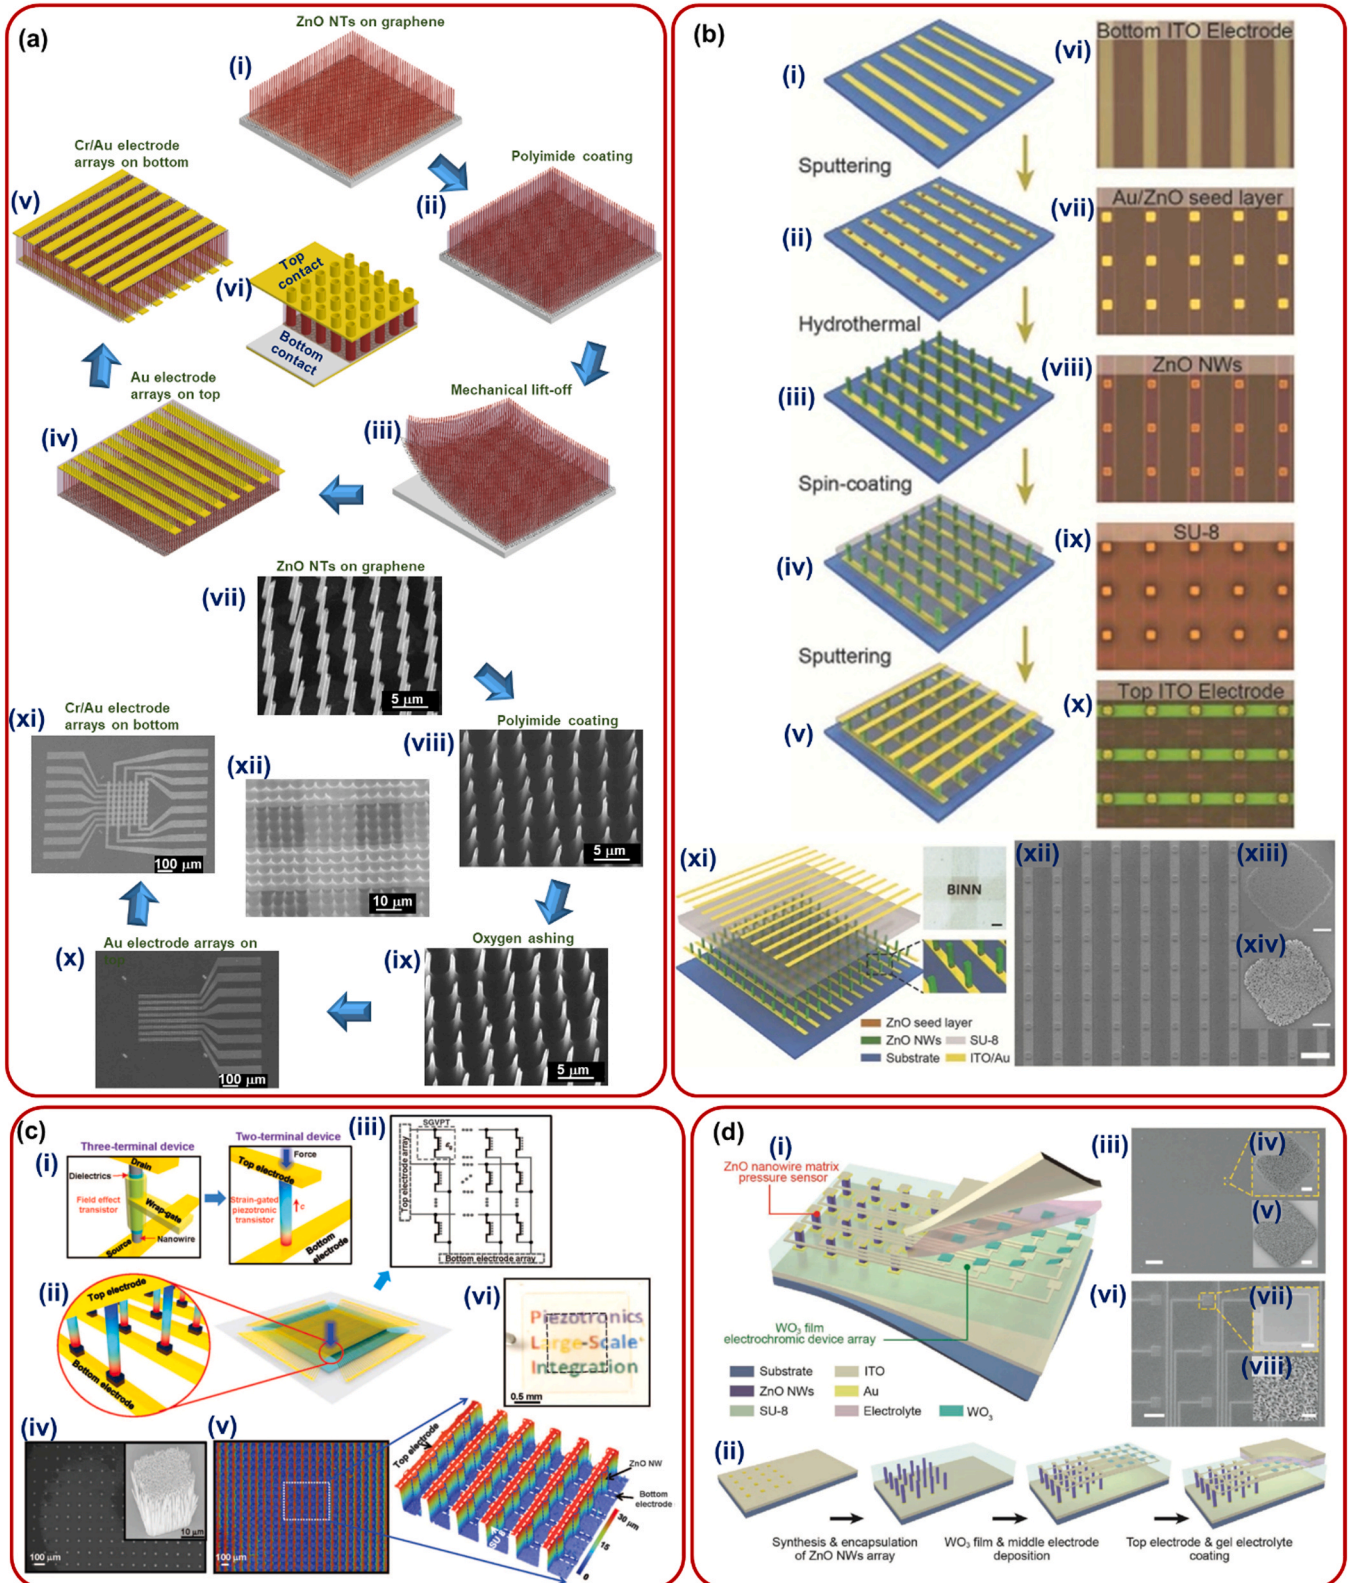 (a)
ZnO NTs on graphene
(i)
Cr/Au electrode
arrays on bottom
Polyimide coating
(v)
(ii)
Top
contact
(vi)
Bottom
contact
Au electrode
arrays on top
Mechanical lift-off
(iv)
(iii)
ZnO NTs on graphene
(vii)
5 μm
Cr/Au electrode
arrays on bottom
(xi)
Polyimide coating
(viii)
(xii)
100 μm
10 μm
5 μm
Au electrode arrays on
top
(x)
Oxygen ashing
(ix)
100 μm
5 μm
(b)
(i)
(vi)
Bottom ITO Electrode
Sputtering
(ii)
(vii)
Au/ZnO seed layer
Hydrothermal
(iii)
(viii)
ZnO NWs
Spin-coating
(iv)
(ix)
SU-8
Sputtering
(v)
(x)
Top ITO Electrode
(xi)
BINN
(xii)
(xiii)
(xiv)
ZnO seed layer
ZnO NWs
SU-8
Substrate
ITO/Au
(c)
(i)
Three-terminal device
Two-terminal device
Drain
Dielectrics
Field effect
transistor
Wrap-gate
Source
Nanowire
Force
Top electrode
Strain-gated
piezotronic
transistor
c
Bottom
electrode
(iii)
SGVPT
Top electrode array
Bottom electrode array
(ii)
Top electrode
Bottom electrode
(vi)
Piezotronics
Large-Scale
Integration
0.5 mm
(iv)
10 μm
100 μm
(v)
100 μm
Top electrode
ZnO NW
Bottom
electrode
SU 8
30 μm
15
0
(d)
(i)
ZnO nanowire matrix
pressure sensor
WO₃ film
electrochromic device array
Substrate
ITO
ZnO NWs
Au
SU-8
Electrolyte
WO₃
(iii)
(iv)
(v)
(vi)
(vii)
(viii)
(ii)
Synthesis & encapsulation
of ZnO NWs array
WO₃ film & middle electrode
deposition
Top electrode & gel electrolyte
coating